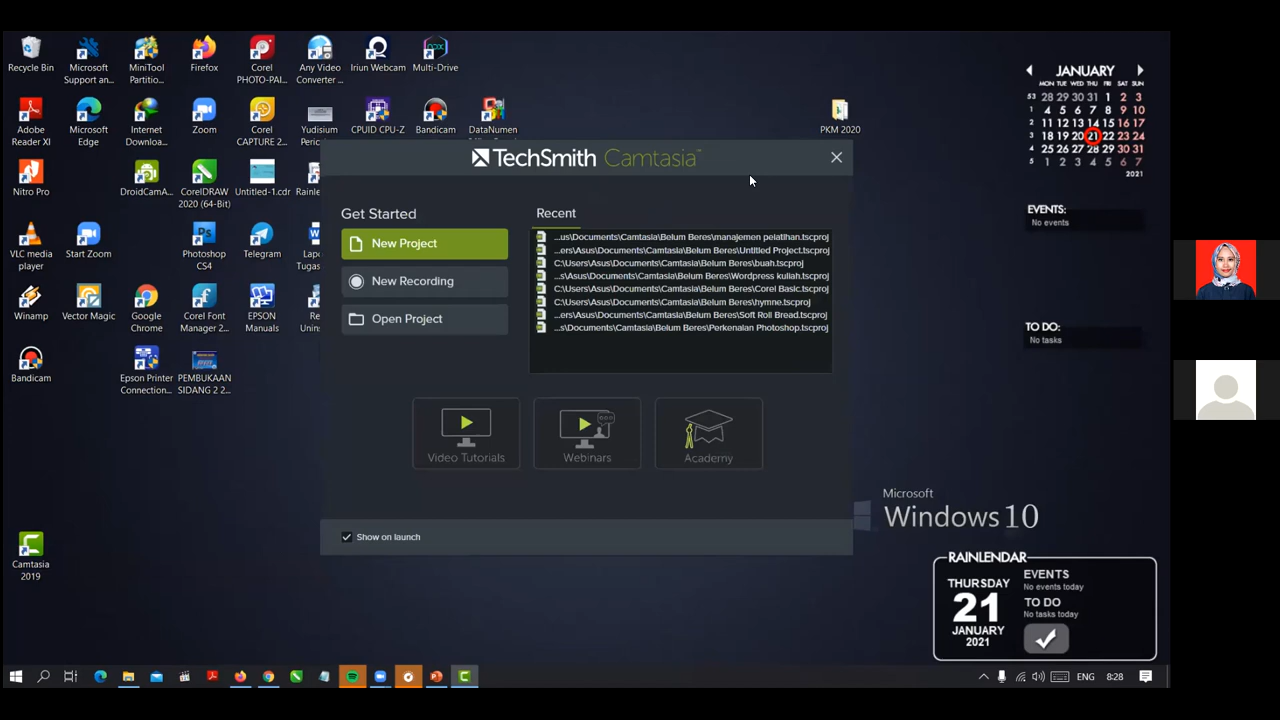 Recycle Bin
Microsoft
Support an...
MiniTool
Partitio...
Firefox
Corel
PHOTO-PAI...
Any Video
Converter ...
Iriun Webcam
Multi-Drive
Adobe
Reader XI
Microsoft
Edge
Internet
Downloa...
Zoom
Corel
CAPTURE 2...
Yudisium
Peric...
CPUID CPU-Z
Bandicam
DataNumen
PKM 2020
Nitro Pro
DroidCamA...
CorelDRAW
2020 (64-Bit)
Untitled-1.cdr
Rainle
VLC media
player
Start Zoom
Photoshop
CS4
Telegram
Lapo
Tugas
Winamp
Vector Magic
Google
Chrome
Corel Font
Manager 2...
EPSON
Manuals
Re
Unins
Bandicam
Epson Printer
Connection...
PEMBUKAAN
SIDANG 2 2...
Camtasia
2019
TechSmith Camtasia™
Get Started
New Project
New Recording
Open Project
Recent
...us\Documents\Camtasia\Belum Beres\manajemen pelatihan.tscproj
...ers\Asus\Documents\Camtasia\Belum Beres\Untitled Project.tscproj
C:\Users\Asus\Documents\Camtasia\Belum Beres\buah.tscproj
...s\Asus\Documents\Camtasia\Belum Beres\Wordpress kuliah.tscproj
C:\Users\Asus\Documents\Camtasia\Belum Beres\Corel Basic.tscproj
C:\Users\Asus\Documents\Camtasia\Belum Beres\hymne.tscproj
...ers\Asus\Documents\Camtasia\Belum Beres\Soft Roll Bread.tscproj
...s\Documents\Camtasia\Belum Beres\Perkenalan Photoshop.tscproj
Video Tutorials
Webinars
Academy
Show on launch
JANUARY
MON TUE WED THU FRI SAT SUN
53 28 29 30 31 1 2 3
1 4 5 6 7 8 9 10
2 11 12 13 14 15 16 17
3 18 19 20 21 22 23 24
4 25 26 27 28 29 30 31
5 1 2 3 4 5 6 7
2021
EVENTS:
No events
TO DO:
No tasks
Microsoft
Windows 10
RAINLENDAR
THURSDAY
21
JANUARY
2021
EVENTS
No events today
TO DO
No tasks today
ENG
8:28